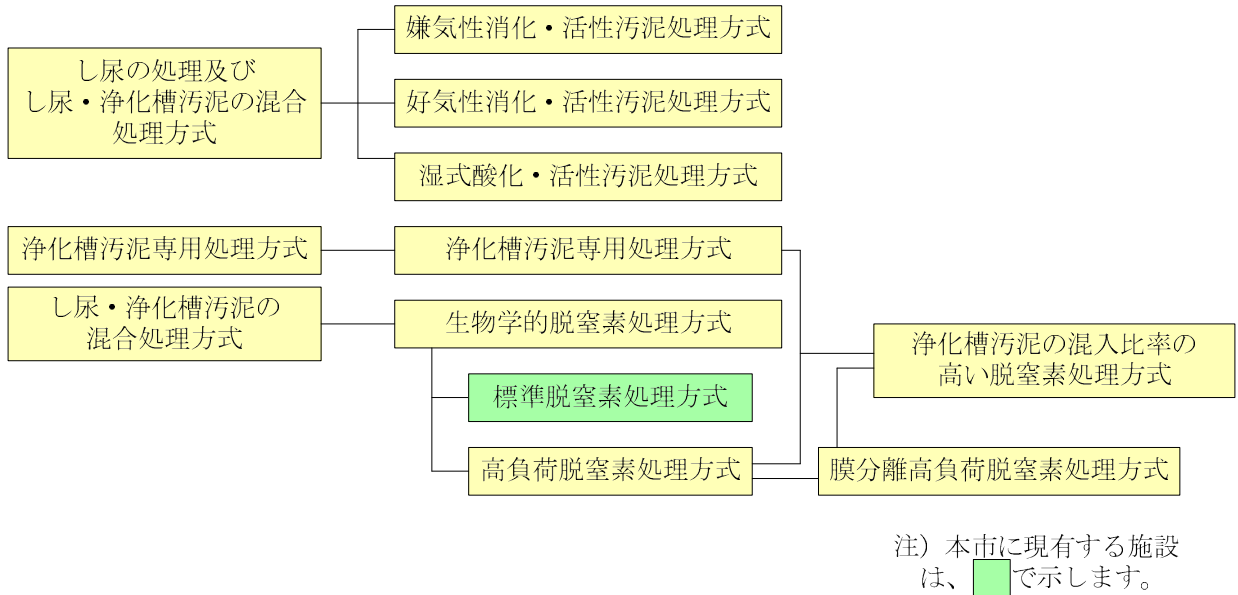 し尿の処理及び
し尿・浄化槽汚泥の混合
処理方式
嫌気性消化・活性汚泥処理方式
好気性消化・活性汚泥処理方式
湿式酸化・活性汚泥処理方式
浄化槽汚泥専用処理方式
浄化槽汚泥専用処理方式
し尿・浄化槽汚泥の
混合処理方式
生物学的脱窒素処理方式
標準脱窒素処理方式
高負荷脱窒素処理方式
浄化槽汚泥の混入比率の
高い脱窒素処理方式
膜分離高負荷脱窒素処理方式
注）本市に現有する施設
は、 で示します。